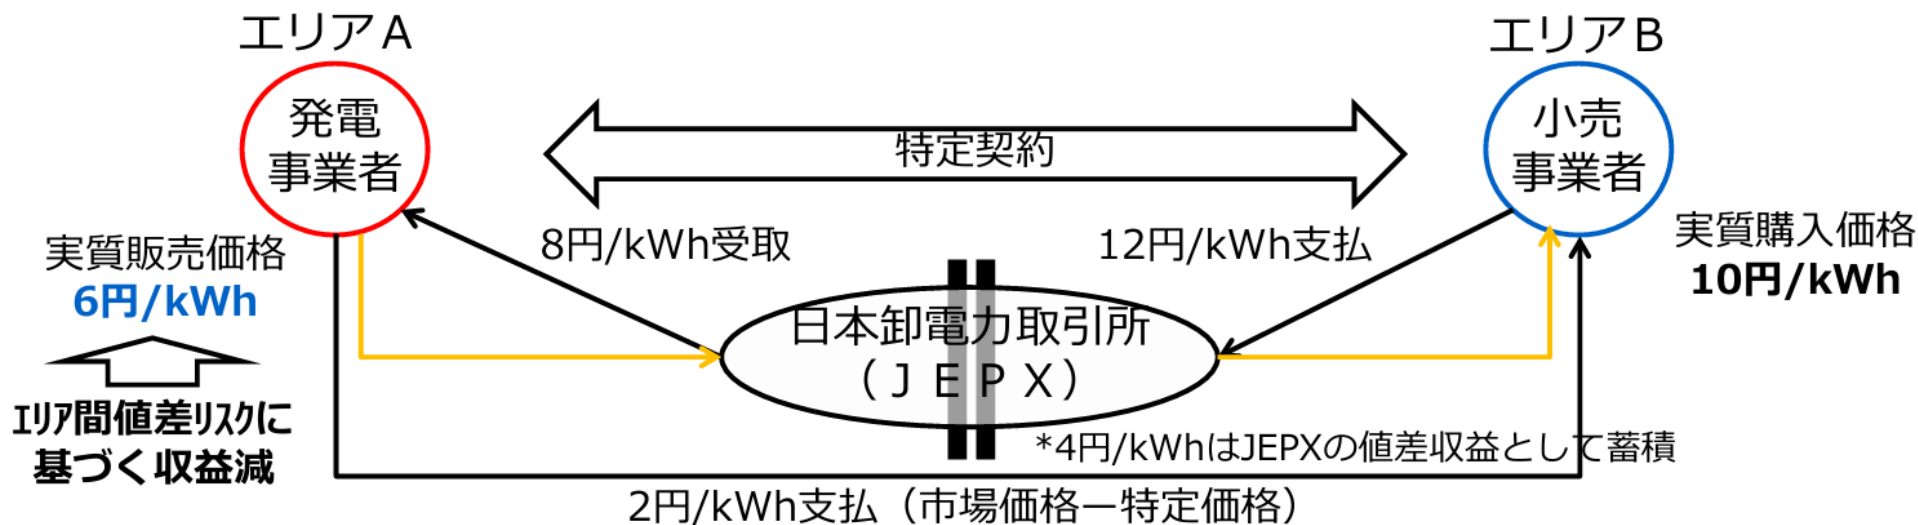 エリアA
エリアB
発電
事業者
小売
事業者
特定契約
8円/kWh受取
12円/kWh支払
実質販売価格
6円/kWh
実質購入価格
10円/kWh
日本卸電力取引所
（ＪＥＰＸ）
エリア間値差リスクに
基づく収益減
*4円/kWhはJEPXの値差収益として蓄積
2円/kWh支払（市場価格―特定価格）